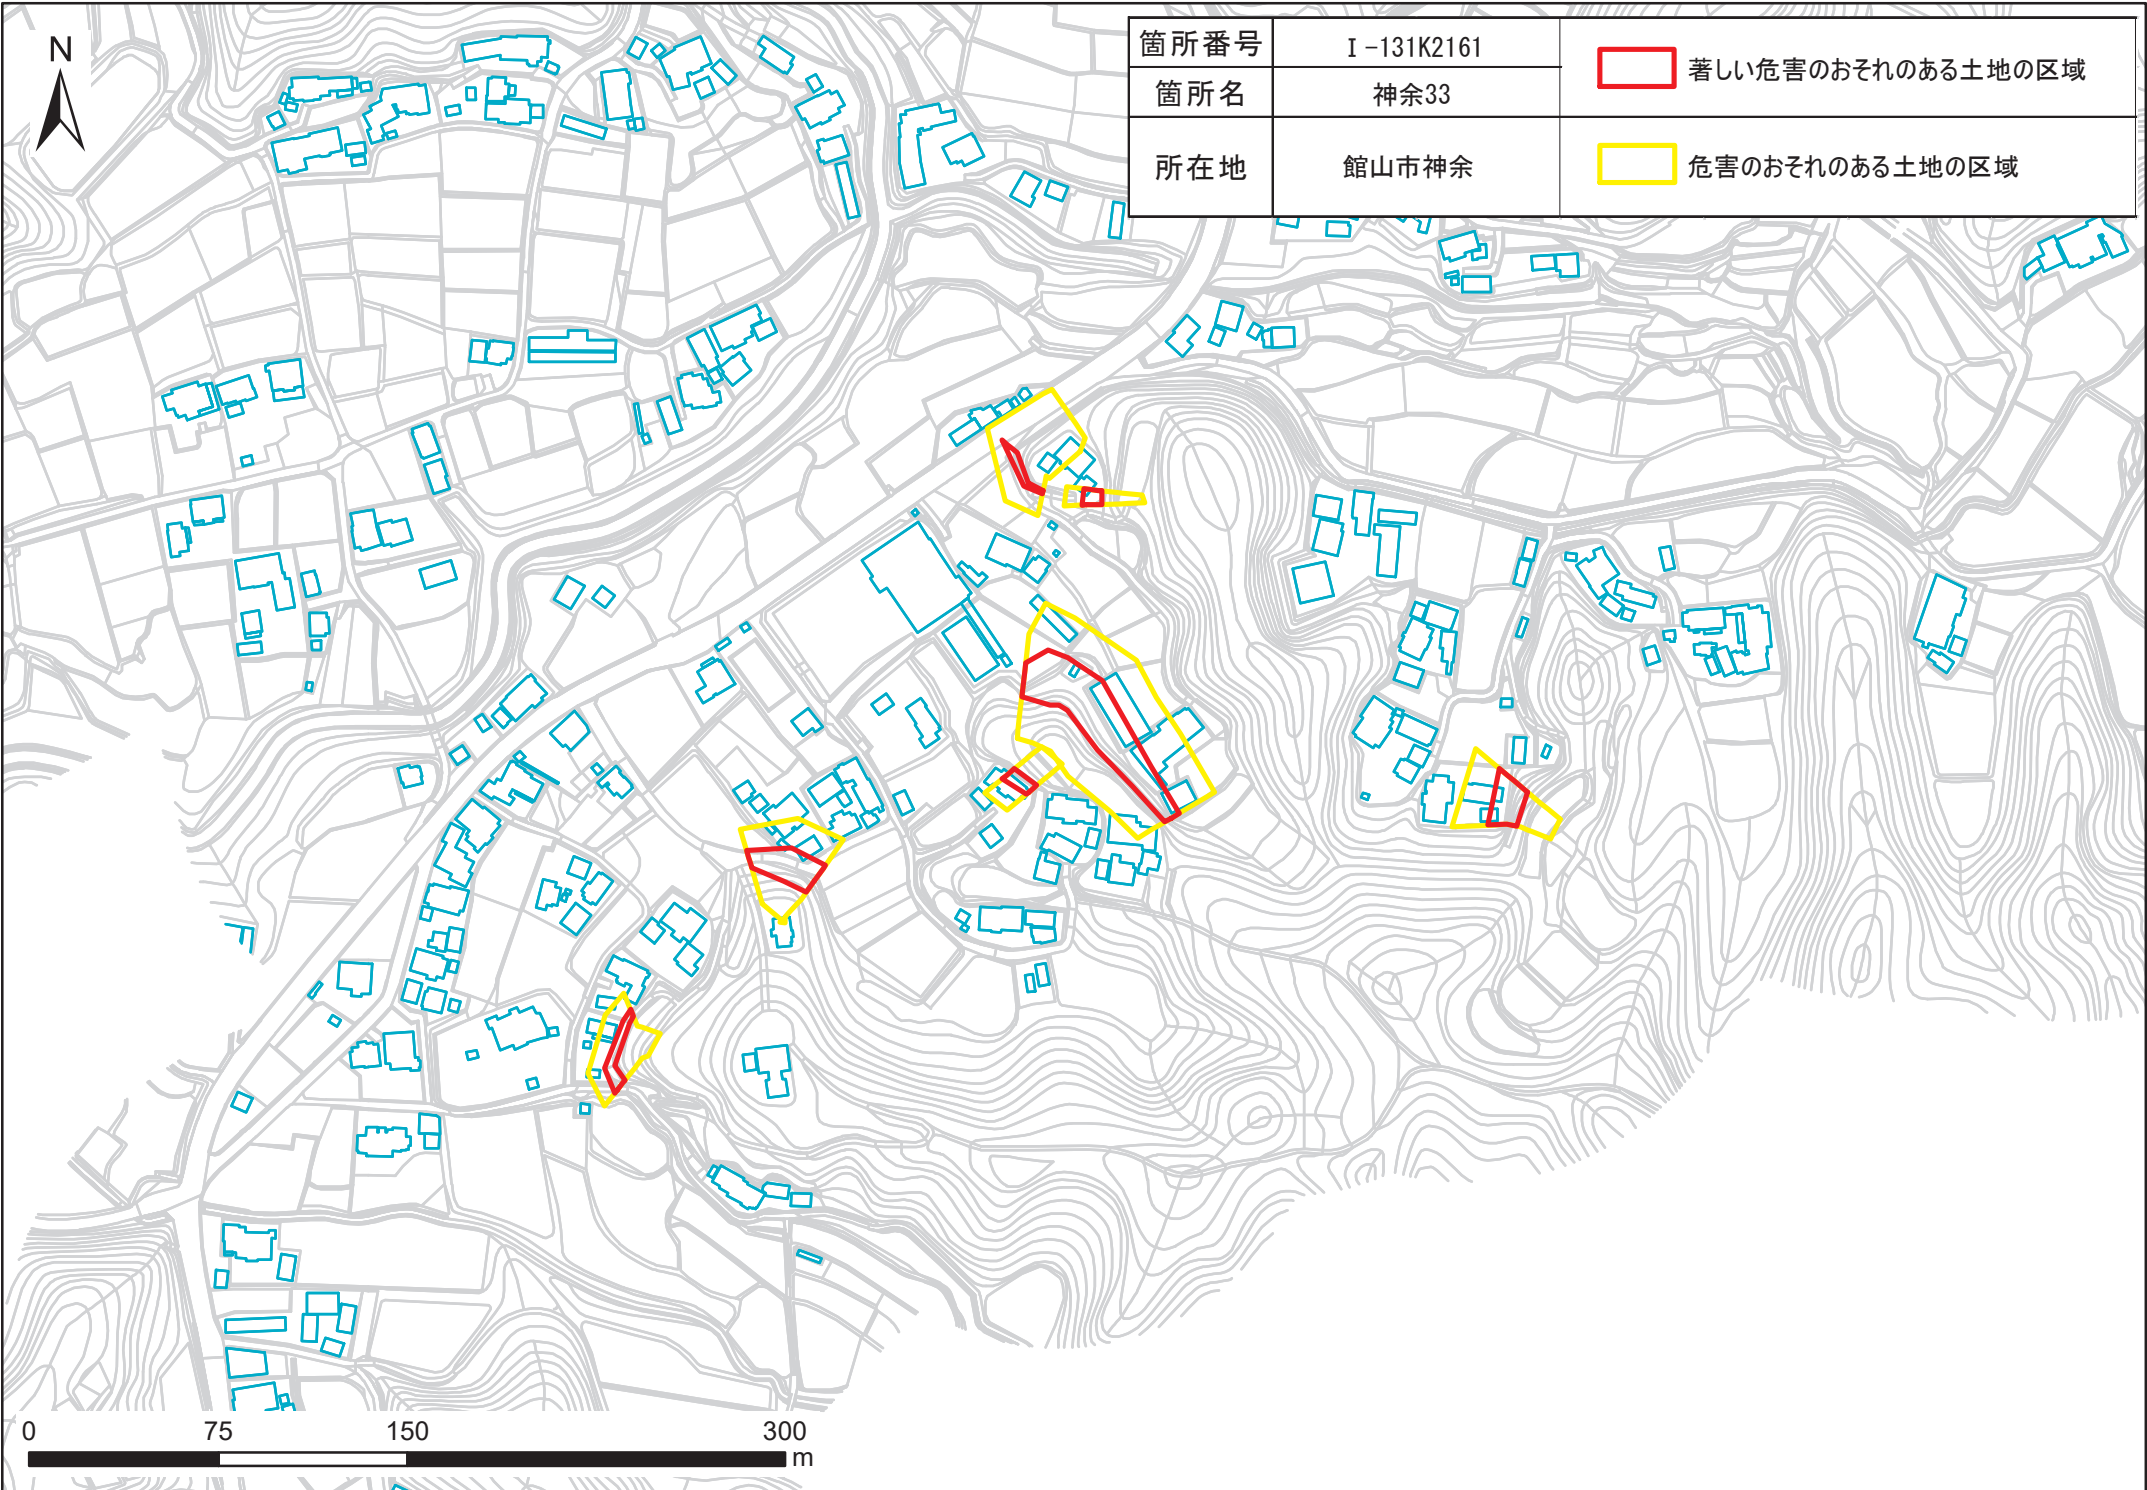 N
箇所番号 Ⅰ-131K2161
箇所名 神余33
所在地 館山市神余
著しい危害のおそれのある土地の区域
危害のおそれのある土地の区域
0 75 150 300
m